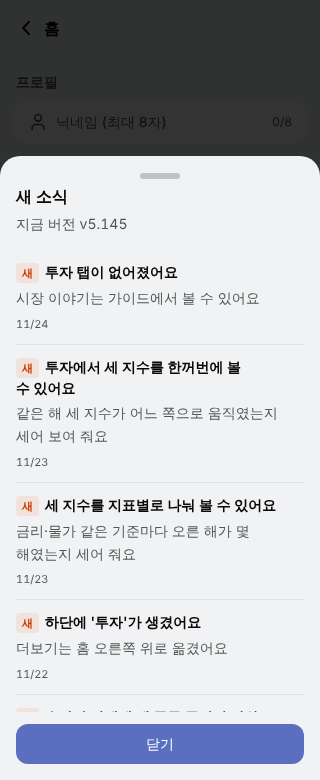 홈
프로필
닉네임 (최대 8자)
0/8
새 소식
지금 버전 v5.145
새 투자 탭이 없어졌어요
시장 이야기는 가이드에서 볼 수 있어요
11/24
새 투자에서 세 지수를 한꺼번에 볼
수 있어요
같은 해 세 지수가 어느 쪽으로 움직였는지
세어 보여 줘요
11/23
새 세 지수를 지표별로 나눠 볼 수 있어요
금리·물가 같은 기준마다 오른 해가 몇
해였는지 세어 줘요
11/23
새 하단에 '투자'가 생겼어요
더보기는 홈 오른쪽 위로 옮겼어요
11/22
닫기